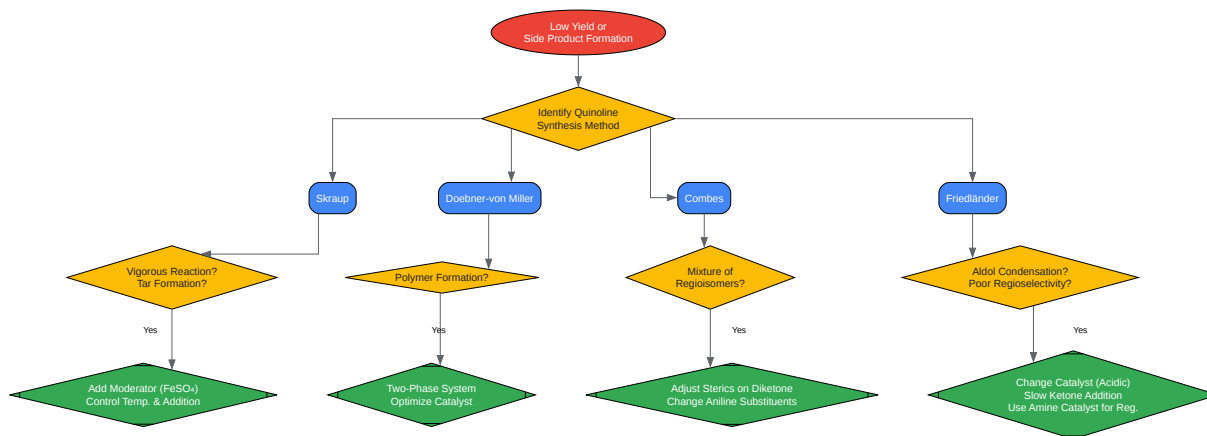 Low Yield or
Side Product Formation
Identify Quinoline
Synthesis Method
Skraup
Doebner-von Miller
Combes
Friedländer
Vigorous Reaction?
Tar Formation?
Polymer Formation?
Mixture of
Regioisomers?
Aldol Condensation?
Poor Regioselectivity?
Yes
Yes
Yes
Yes
Add Moderator (FeSO₄)
Control Temp. & Addition
Two-Phase System
Optimize Catalyst
Adjust Sterics on Diketone
Change Aniline Substituents
Change Catalyst (Acidic)
Slow Ketone Addition
Use Amine Catalyst for Reg.